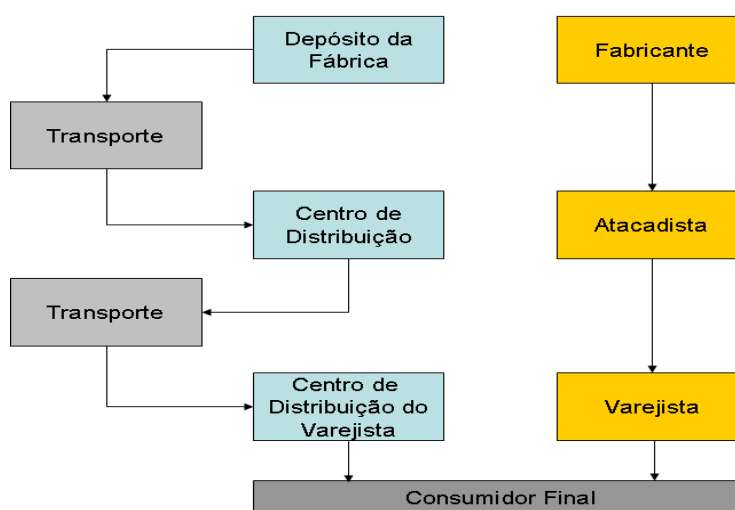 Depósito da
Fábrica
Fabricante
Transporte
Centro de
Distribuição
Atacadista
Transporte
Centro de
Distribuição do
Varejista
Varejista
Consumidor Final